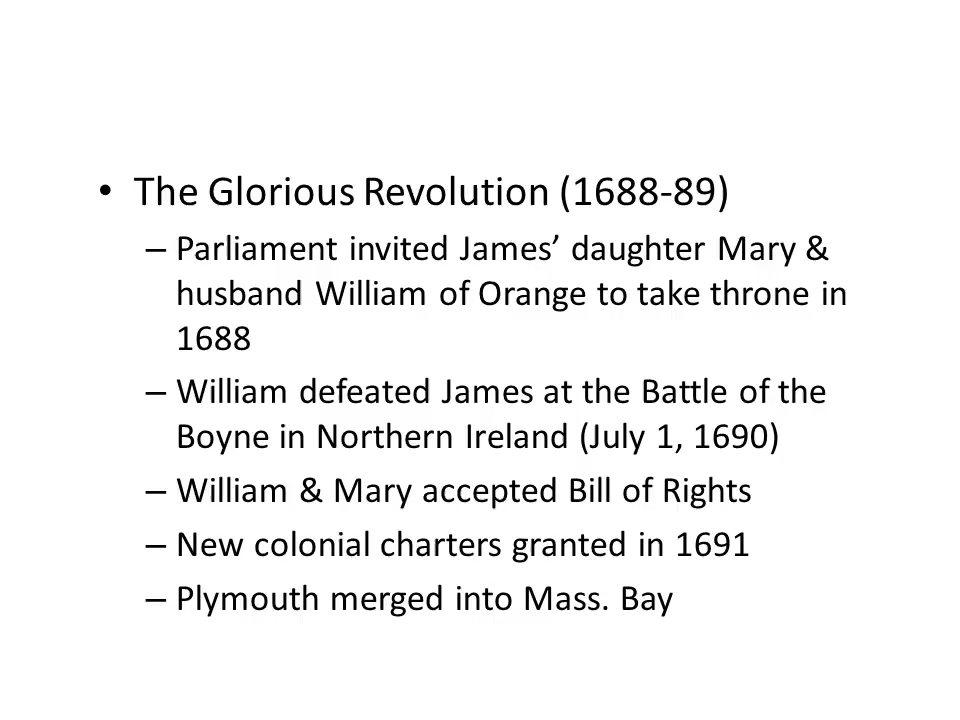 • The Glorious Revolution (1688-89)
– Parliament invited James’ daughter Mary &
husband William of Orange to take throne in
1688
– William defeated James at the Battle of the
Boyne in Northern Ireland (July 1, 1690)
– William & Mary accepted Bill of Rights
– New colonial charters granted in 1691
– Plymouth merged into Mass. Bay